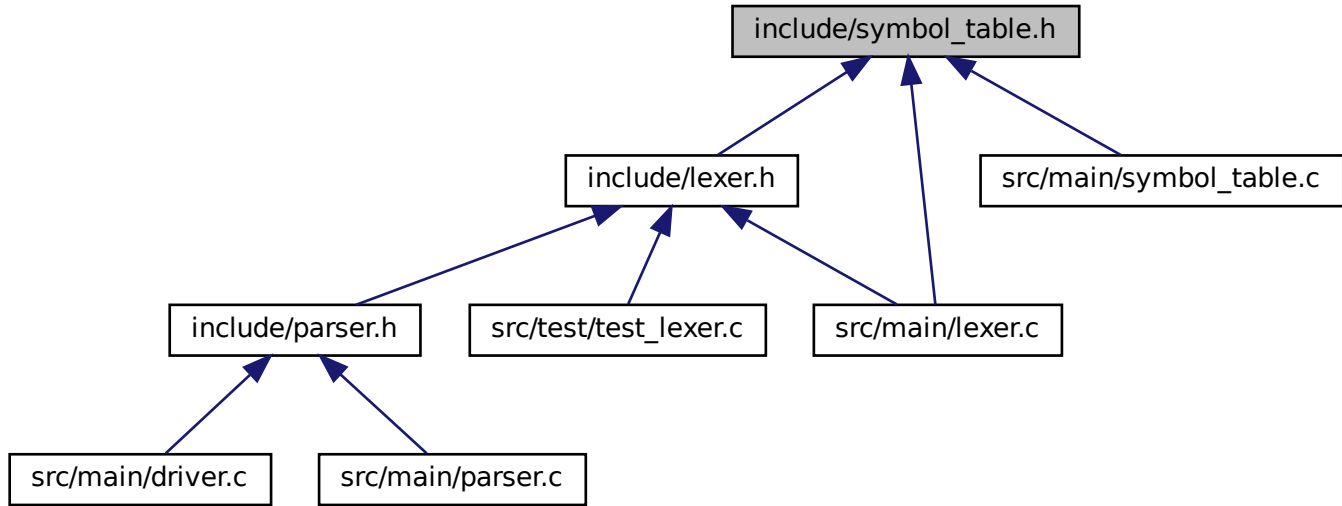 include/symbol_table.h
include/lexer.h
src/main/symbol_table.c
include/parser.h
src/test/test_lexer.c
src/main/lexer.c
src/main/driver.c
src/main/parser.c